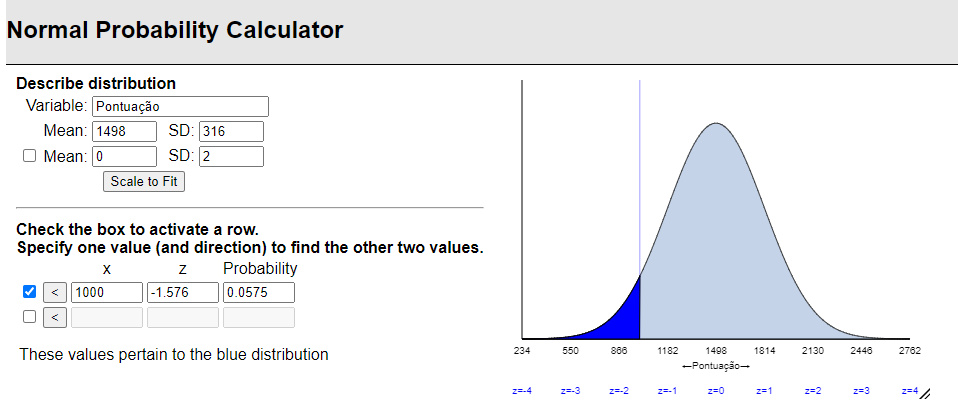 Normal Probability Calculator
Describe distribution
Variable: Pontuação
Mean: 1498 SD: 316
Mean: 0 SD: 2
Scale to Fit
Check the box to activate a row.
Specify one value (and direction) to find the other two values.
x z Probability
< 1000 -1.576 0.0575
<
These values pertain to the blue distribution
234 550 866 1182 1498 1814 2130 2446 2762
←Pontuação→
z=-4 z=-3 z=-2 z=-1 z=0 z=1 z=2 z=3 z=4